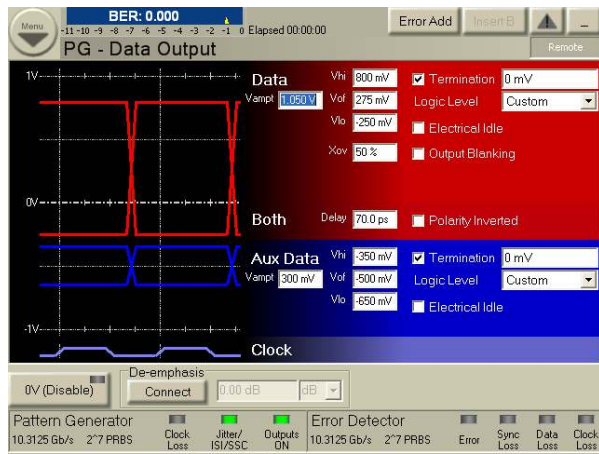 Menu
BER: 0.000
-11 -10 -9 -8 -7 -6 -5 -4 -3 -2 -1 0 Elapsed 00:00:00
Error Add
Insert B
PG - Data Output
Remote
1V
0V
-1V
Data Vhi 800 mV Termination 0 mV
Vampt 1.050 V Vof 275 mV Logic Level Custom
Vlo -250 mV Electrical Idle
Xov 50 % Output Blanking
Both Delay 70.0 ps Polarity Inverted
Aux Data Vhi -350 mV Termination 0 mV
Vampt 300 mV Vof -500 mV Logic Level Custom
Vlo -650 mV Electrical Idle
Clock
0V (Disable)
De-emphasis
Connect 0.00 dB dB
Pattern Generator
10.3125 Gb/s 2^7 PRBS
Clock Loss
Jitter/ ISI/SSC
Outputs ON
Error Detector
10.3125 Gb/s 2^7 PRBS
Error
Sync Loss
Data Loss
Clock Loss